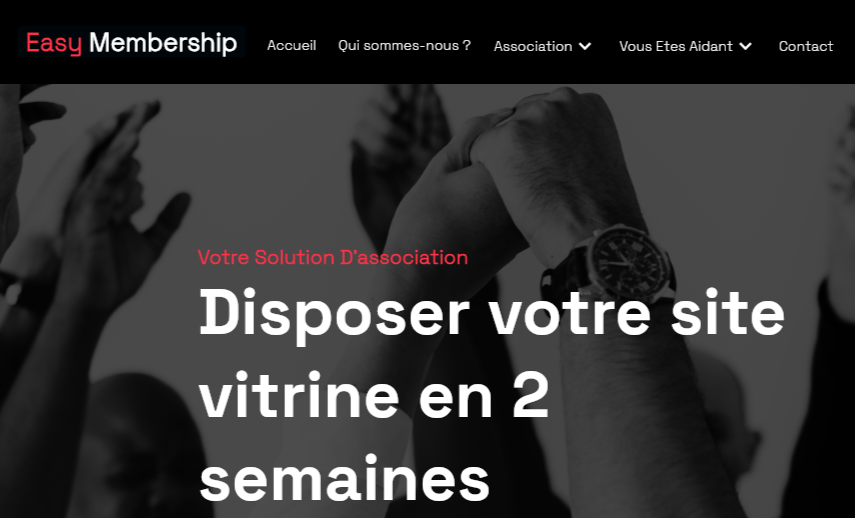 Easy Membership
Accueil
Qui sommes-nous ?
Association
Vous Etes Aidant
Contact
Votre Solution D'association
Disposer votre site
vitrine en 2
semaines